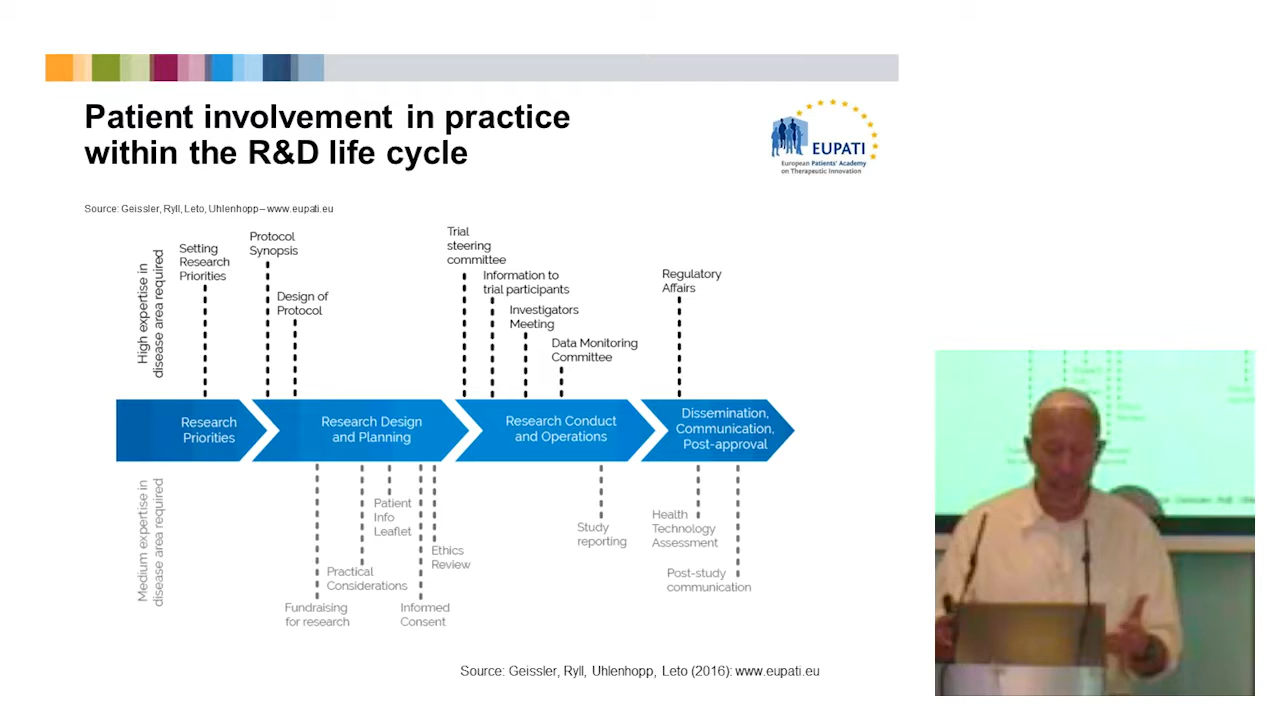 Patient involvement in practice
within the R&D life cycle
EUPATI
European Patients' Academy
on Therapeutic Innovation
Source: Geissler, Ryll, Leto, Uhlenhopp – www.eupati.eu
High expertise in
disease area required
Setting
Research
Priorities
Protocol
Synopsis
Design of
Protocol
Trial
steering
committee
Information to
trial participants
Investigators
Meeting
Data Monitoring
Committee
Regulatory
Affairs
Research
Priorities
Research Design
and Planning
Research Conduct
and Operations
Dissemination,
Communication,
Post-approval
Medium expertise in
disease area required
Fundraising
for research
Practical
Considerations
Patient
Info
Leaflet
Informed
Consent
Ethics
Review
Study
reporting
Health
Technology
Assessment
Post-study
communication
Source: Geissler, Ryll, Uhlenhopp, Leto (2016): www.eupati.eu